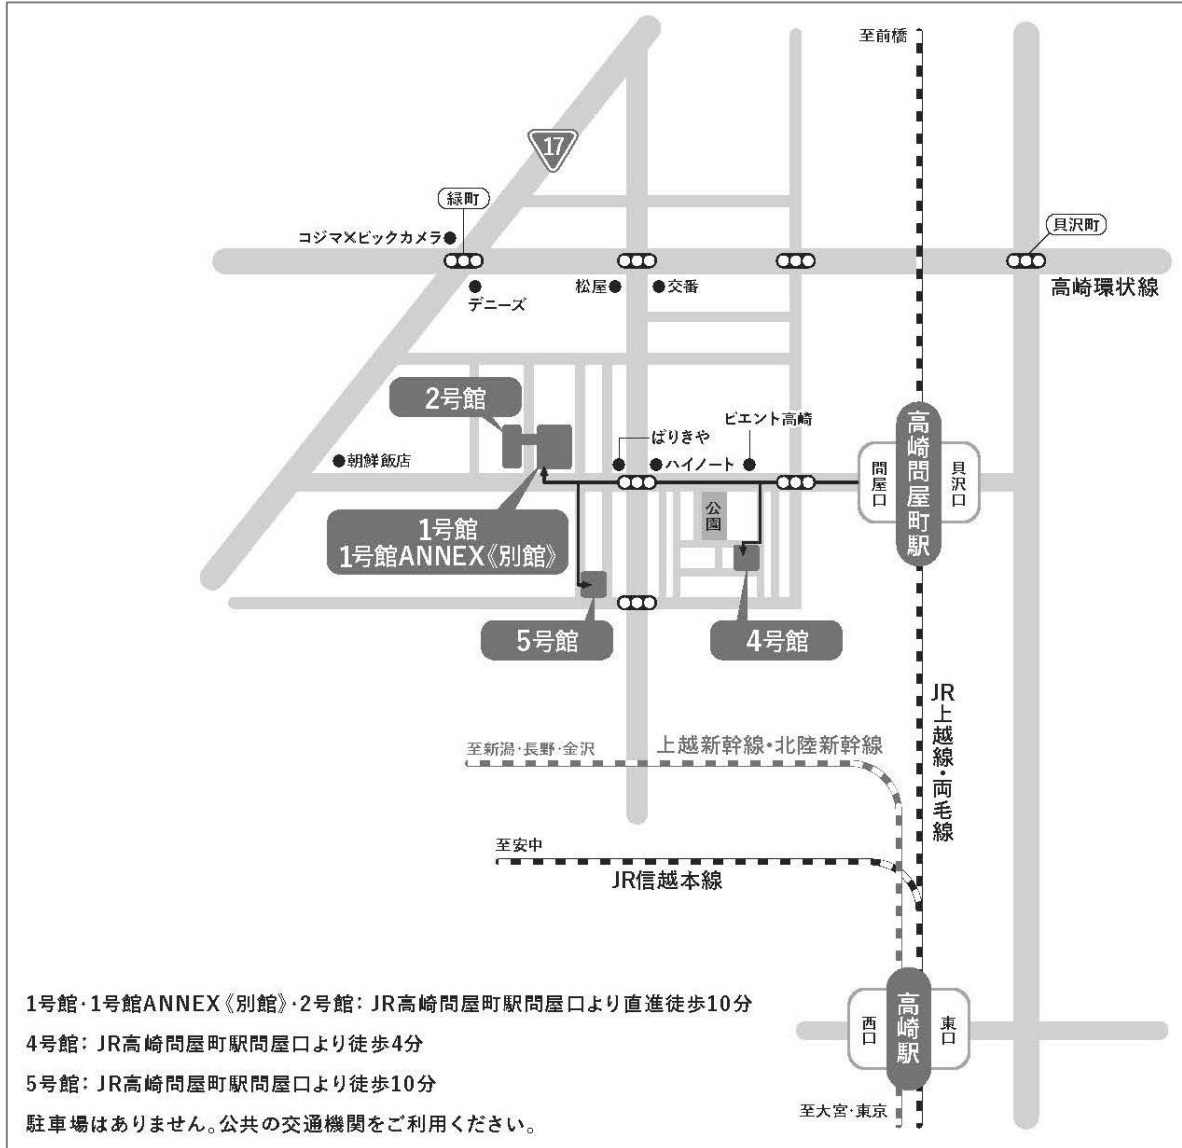 至前橋
17
緑町
貝沢町
コジマ×ビックカメラ
デニーズ
松屋
交番
高崎環状線
2号館
ビエント高崎
ばりきや
ハイノート
朝鮮飯店
問屋口
高崎問屋町駅
貝沢口
公園
1号館
1号館ANNEX《別館》
5号館
4号館
JR上越線・両毛線
至新潟・長野・金沢
上越新幹線・北陸新幹線
至安中
JR信越本線
1号館・1号館ANNEX《別館》・2号館：JR高崎問屋町駅問屋口より直進徒歩10分
4号館：JR高崎問屋町駅問屋口より徒歩4分
5号館：JR高崎問屋町駅問屋口より徒歩10分
駐車場はありません。公共の交通機関をご利用ください。
西口
高崎駅
東口
至大宮・東京